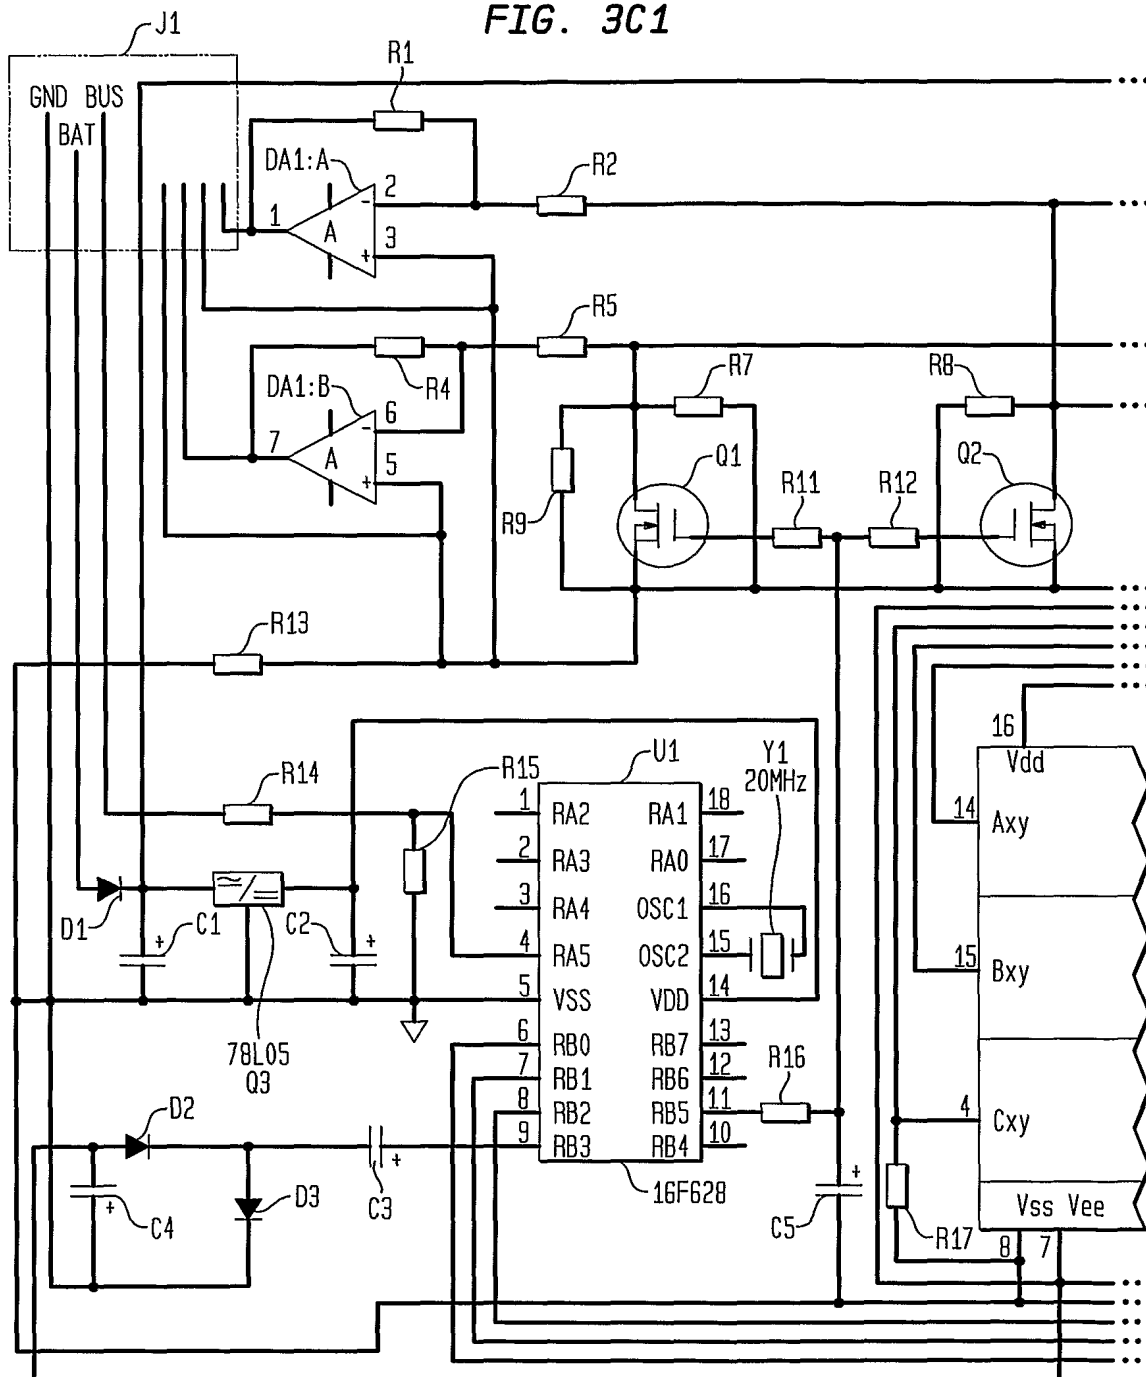 FIG. 3C1
J1
R1
GND BUS
BAT
DA1:A
2
R2
1
A
-
3
+
R5
R4
R7
R8
DA1:B
6
7
A
-
5
+
Q1
Q2
R11
R12
R9
R13
16
Vdd
U1
Y1
20MHz
R15
R14
14
Axy
1
RA2
RA1
18
2
RA3
RA0
17
3
RA4
OSC1
16
4
RA5
OSC2
15
5
VSS
VDD
14
6
RB0
RB7
13
7
RB1
RB6
12
8
RB2
RB5
11
9
RB3
RB4
10
D1
+
C1
C2
+
15
Bxy
78L05
Q3
R16
4
Cxy
D2
D3
+
C3
16F628
+
C4
+
C5
R17
Vss Vee
8
7